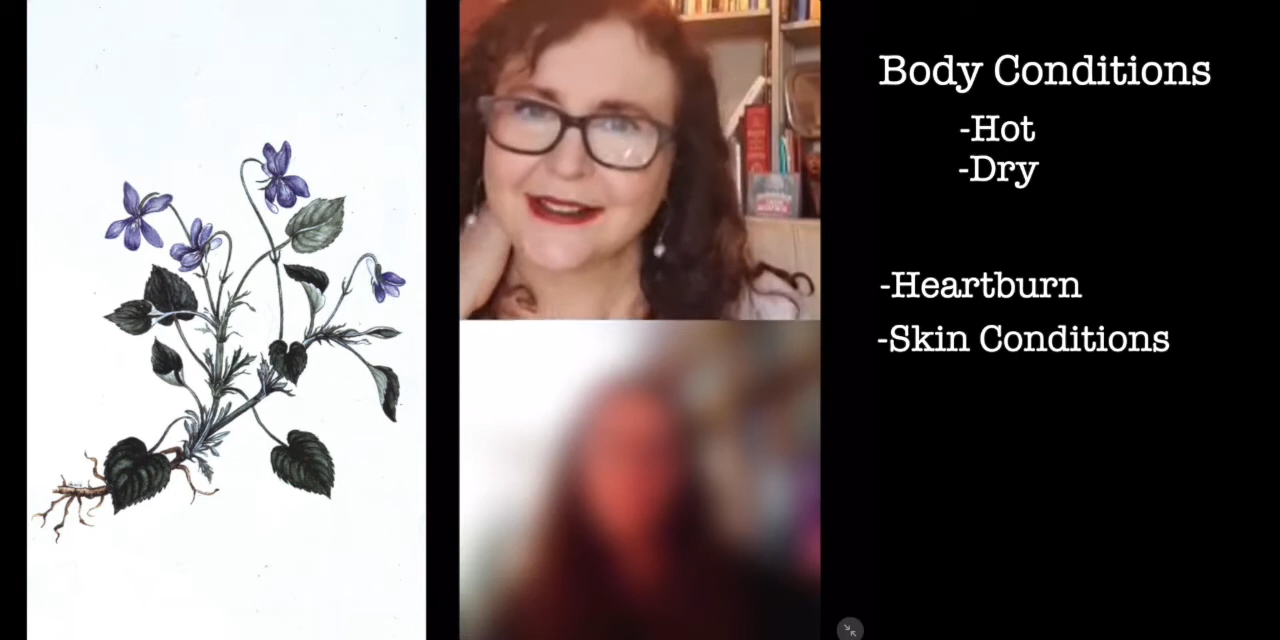 Body Conditions
-Hot
-Dry
-Heartburn
-Skin Conditions